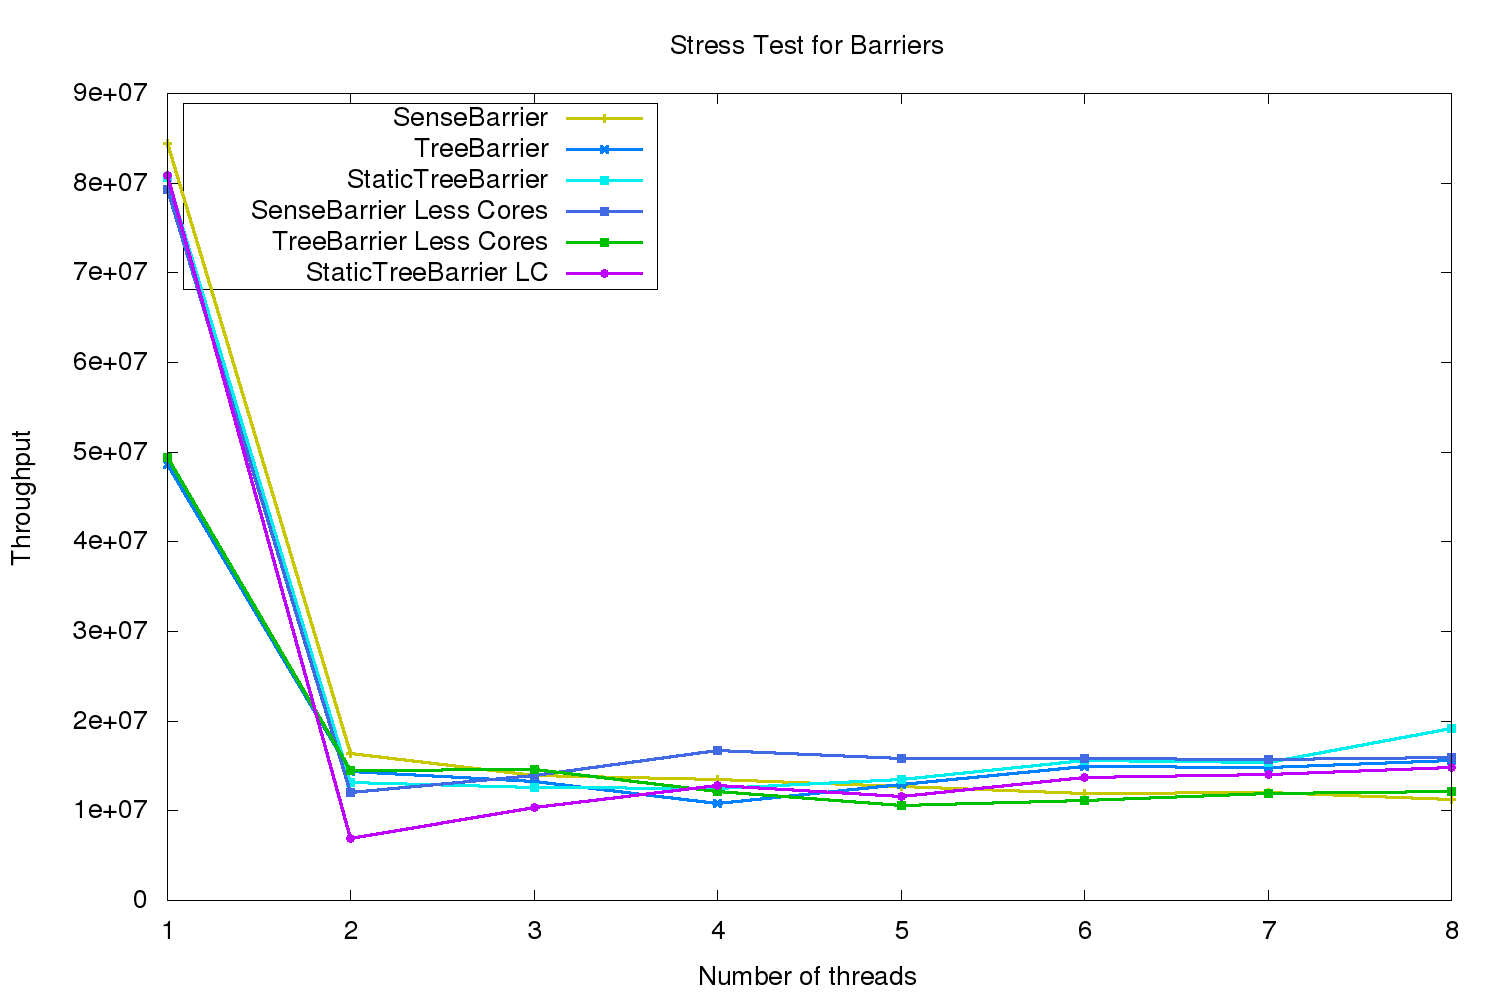 Stress Test for Barriers
9e+07
8e+07
7e+07
6e+07
5e+07
4e+07
3e+07
2e+07
1e+07
0
Throughput
SenseBarrier
TreeBarrier
StaticTreeBarrier
SenseBarrier Less Cores
TreeBarrier Less Cores
StaticTreeBarrier LC
1 2 3 4 5 6 7 8
Number of threads